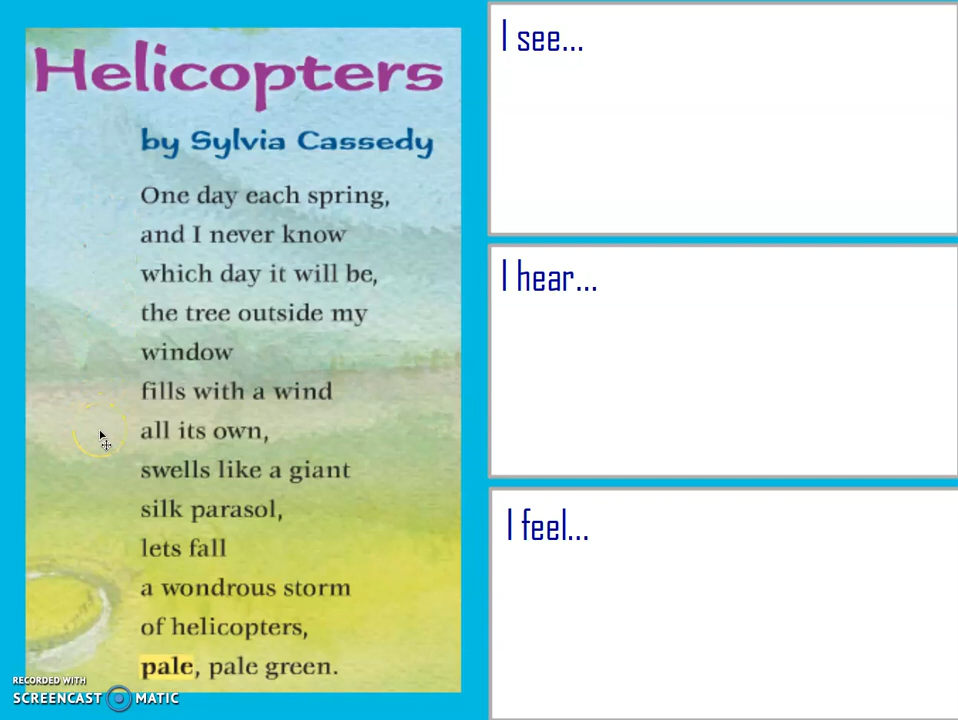 Helicopters
by Sylvia Cassedy
One day each spring,
and I never know
which day it will be,
the tree outside my
window
fills with a wind
all its own,
swells like a giant
silk parasol,
lets fall
a wondrous storm
of helicopters,
pale, pale green.
RECORDED WITH
SCREENCAST MATIC
I see...
I hear...
I feel...